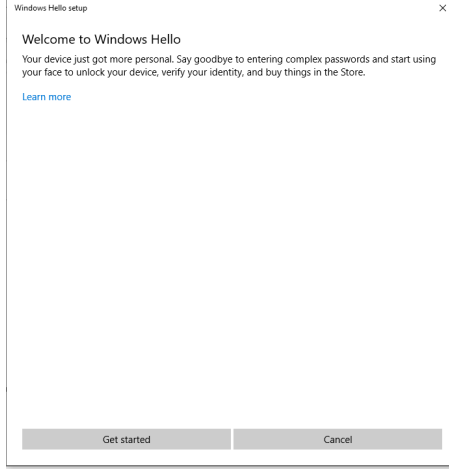 Windows Hello setup
Welcome to Windows Hello
Your device just got more personal. Say goodbye to entering complex passwords and start using
your face to unlock your device, verify your identity, and buy things in the Store.
Learn more
Get started
Cancel